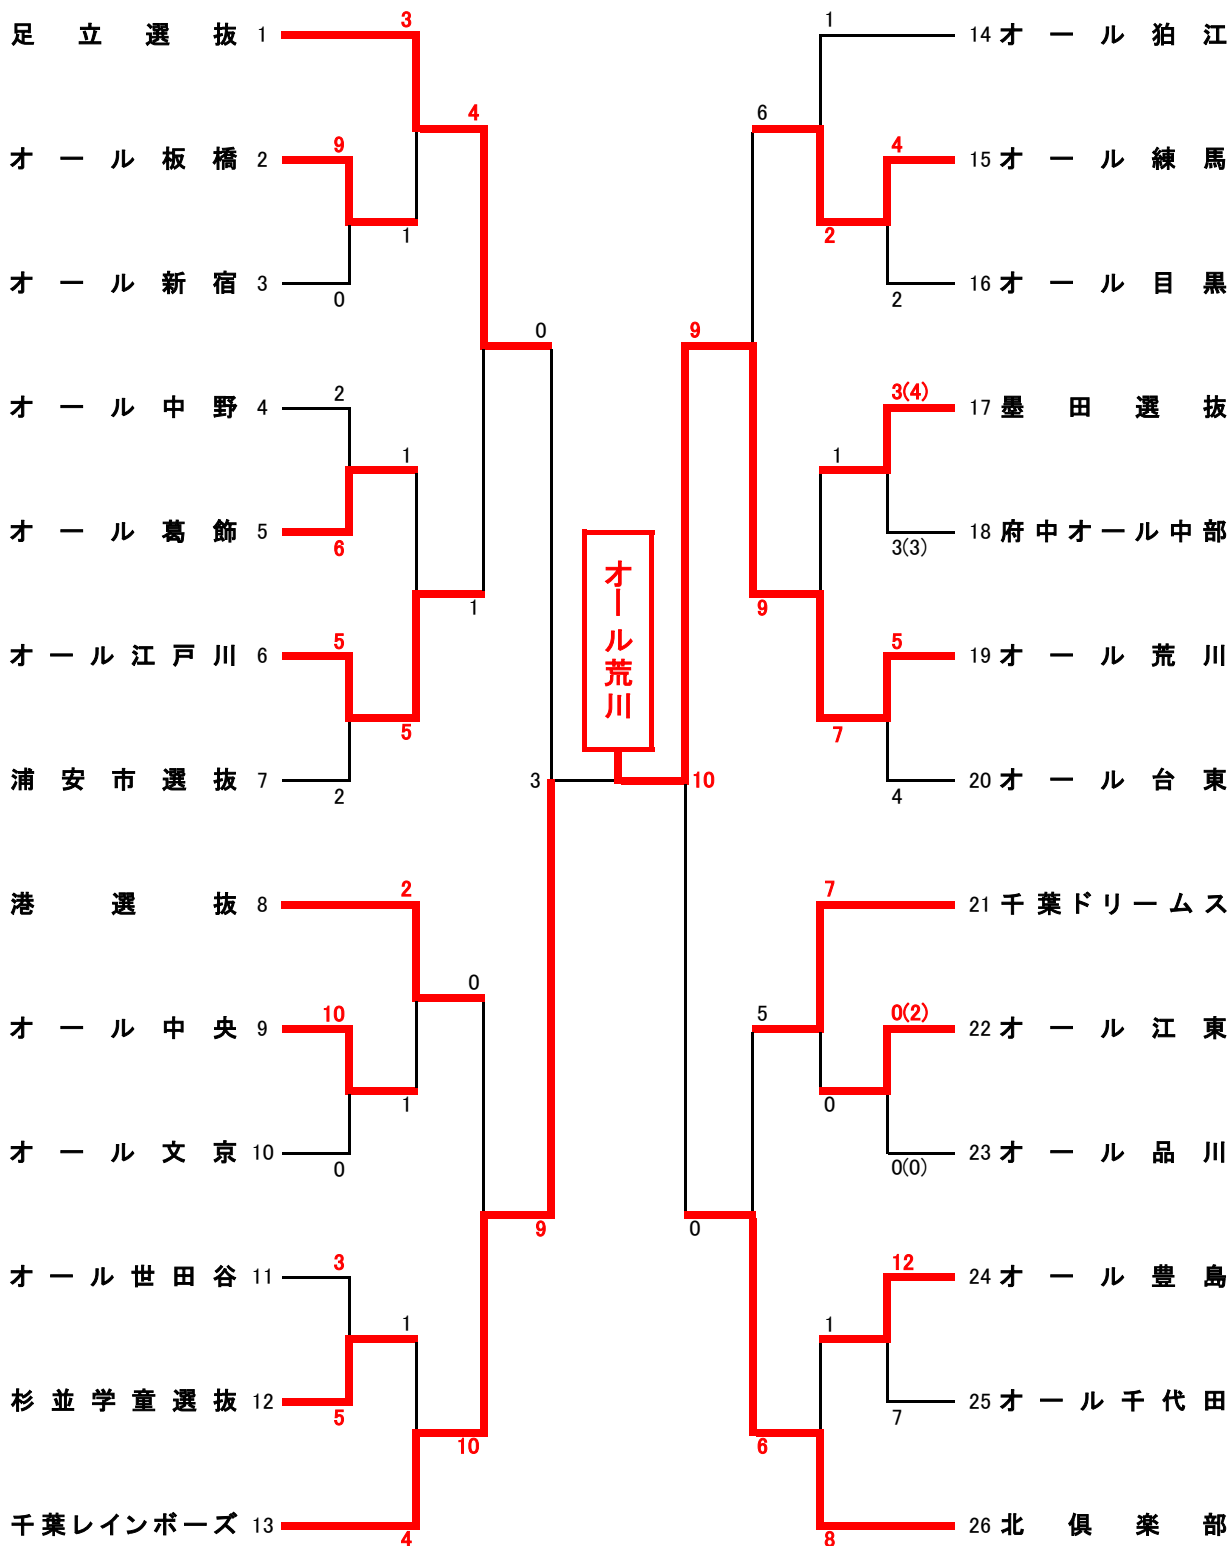 足立選抜 1
オール板橋 2
オール新宿 3
オール中野 4
オール葛飾 5
オール江戸川 6
浦安市選抜 7
港選抜 8
オール中央 9
オール文京 10
オール世田谷 11
杉並学童選抜 12
千葉レインボーズ 13
3
9
1
0
4
2
1
6
5
5
2
1
0
2
10
1
0
0
3
1
5
4
10
9
3
オール荒川
10
9
0
6
1
4
2
2
3(4)
1
3(3)
9
5
7
4
7
5
0(2)
0
0(0)
12
1
7
6
8
14 オール狛江
15 オール練馬
16 オール目黒
17 墨田選抜
18 府中オール中部
19 オール荒川
20 オール台東
21 千葉ドリームス
22 オール江東
23 オール品川
24 オール豊島
25 オール千代田
26 北倶楽部